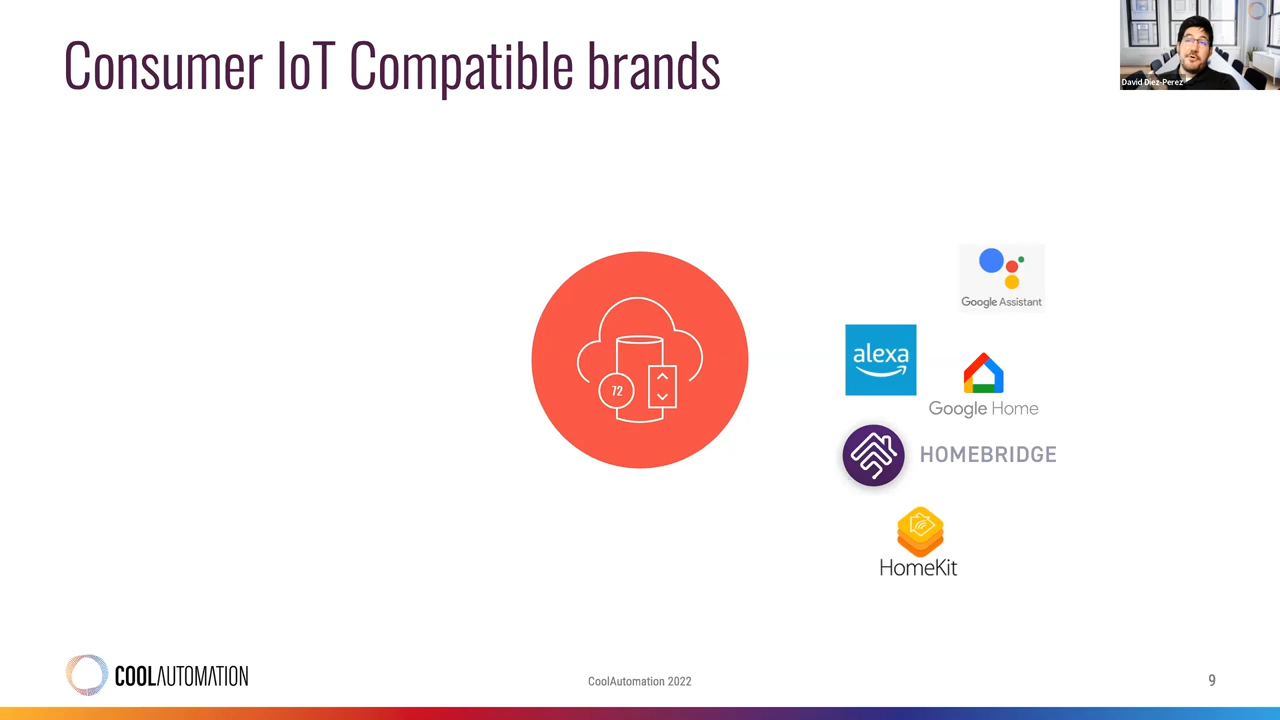 Consumer IoT Compatible brands
David Diez-Perez
Google Assistant
alexa
72
Google Home
HOMEBRIDGE
HomeKit
COOLAUTOMATION
CoolAutomation 2022
9